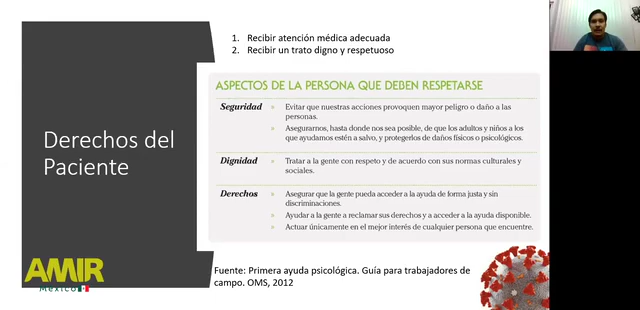 1. Recibir atención médica adecuada
2. Recibir un trato digno y respetuoso
Derechos del
Paciente
ASPECTOS DE LA PERSONA QUE DEBEN RESPETARSE
Seguridad » Evitar que nuestras acciones provoquen mayor peligro o daño a las
personas.
» Asegurarnos, hasta donde nos sea posible, de que los adultos y niños a los
que ayudamos estén a salvo, y protegerlos de daños físicos o psicológicos.
Dignidad » Tratar a la gente con respeto y de acuerdo con sus normas culturales y
sociales.
Derechos » Asegurar que la gente pueda acceder a la ayuda de forma justa y sin
discriminaciones.
» Ayudar a la gente a reclamar sus derechos y a acceder a la ayuda disponible.
» Actuar únicamente en el mejor interés de cualquier persona que encuentre.
AMIR
México
Fuente: Primera ayuda psicológica. Guía para trabajadores de
campo. OMS, 2012